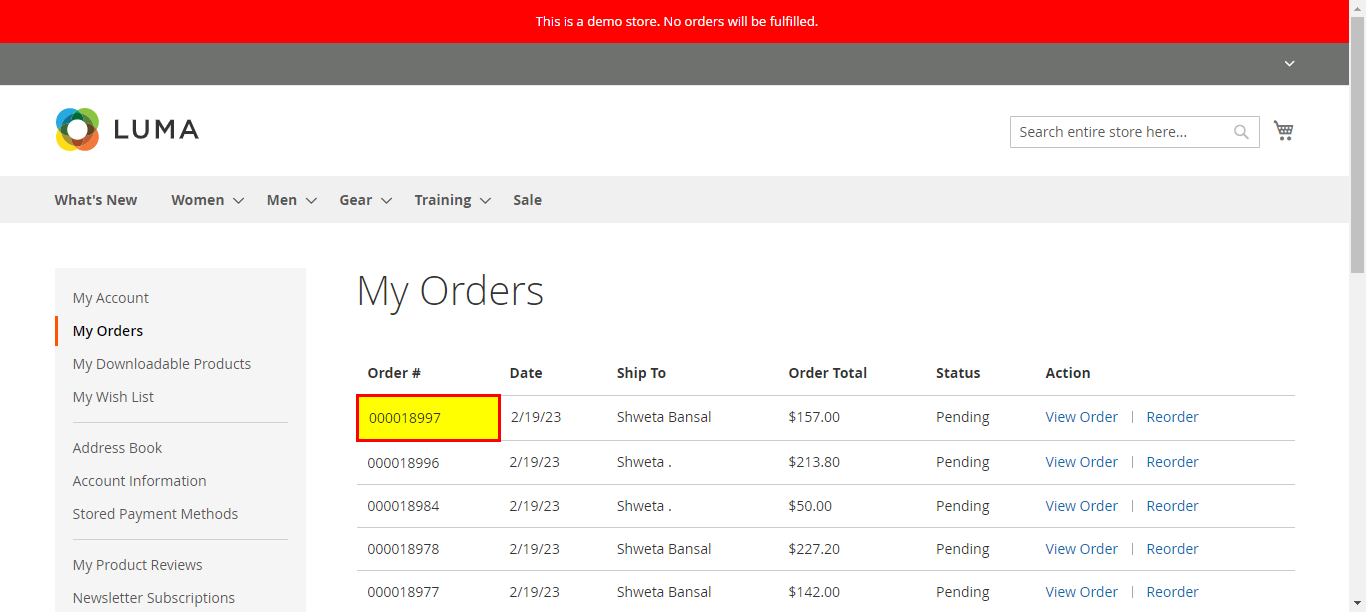 This is a demo store. No orders will be fulfilled.
LUMA
Search entire store here...
What's New Women Men Gear Training Sale
My Account
My Orders
My Downloadable Products
My Wish List
Address Book
Account Information
Stored Payment Methods
My Product Reviews
Newsletter Subscriptions
My Orders
Order # Date Ship To Order Total Status Action
000018997 2/19/23 Shweta Bansal $157.00 Pending View Order | Reorder
000018996 2/19/23 Shweta . $213.80 Pending View Order | Reorder
000018984 2/19/23 Shweta . $50.00 Pending View Order | Reorder
000018978 2/19/23 Shweta Bansal $227.20 Pending View Order | Reorder
000018977 2/19/23 Shweta Bansal $142.00 Pending View Order | Reorder